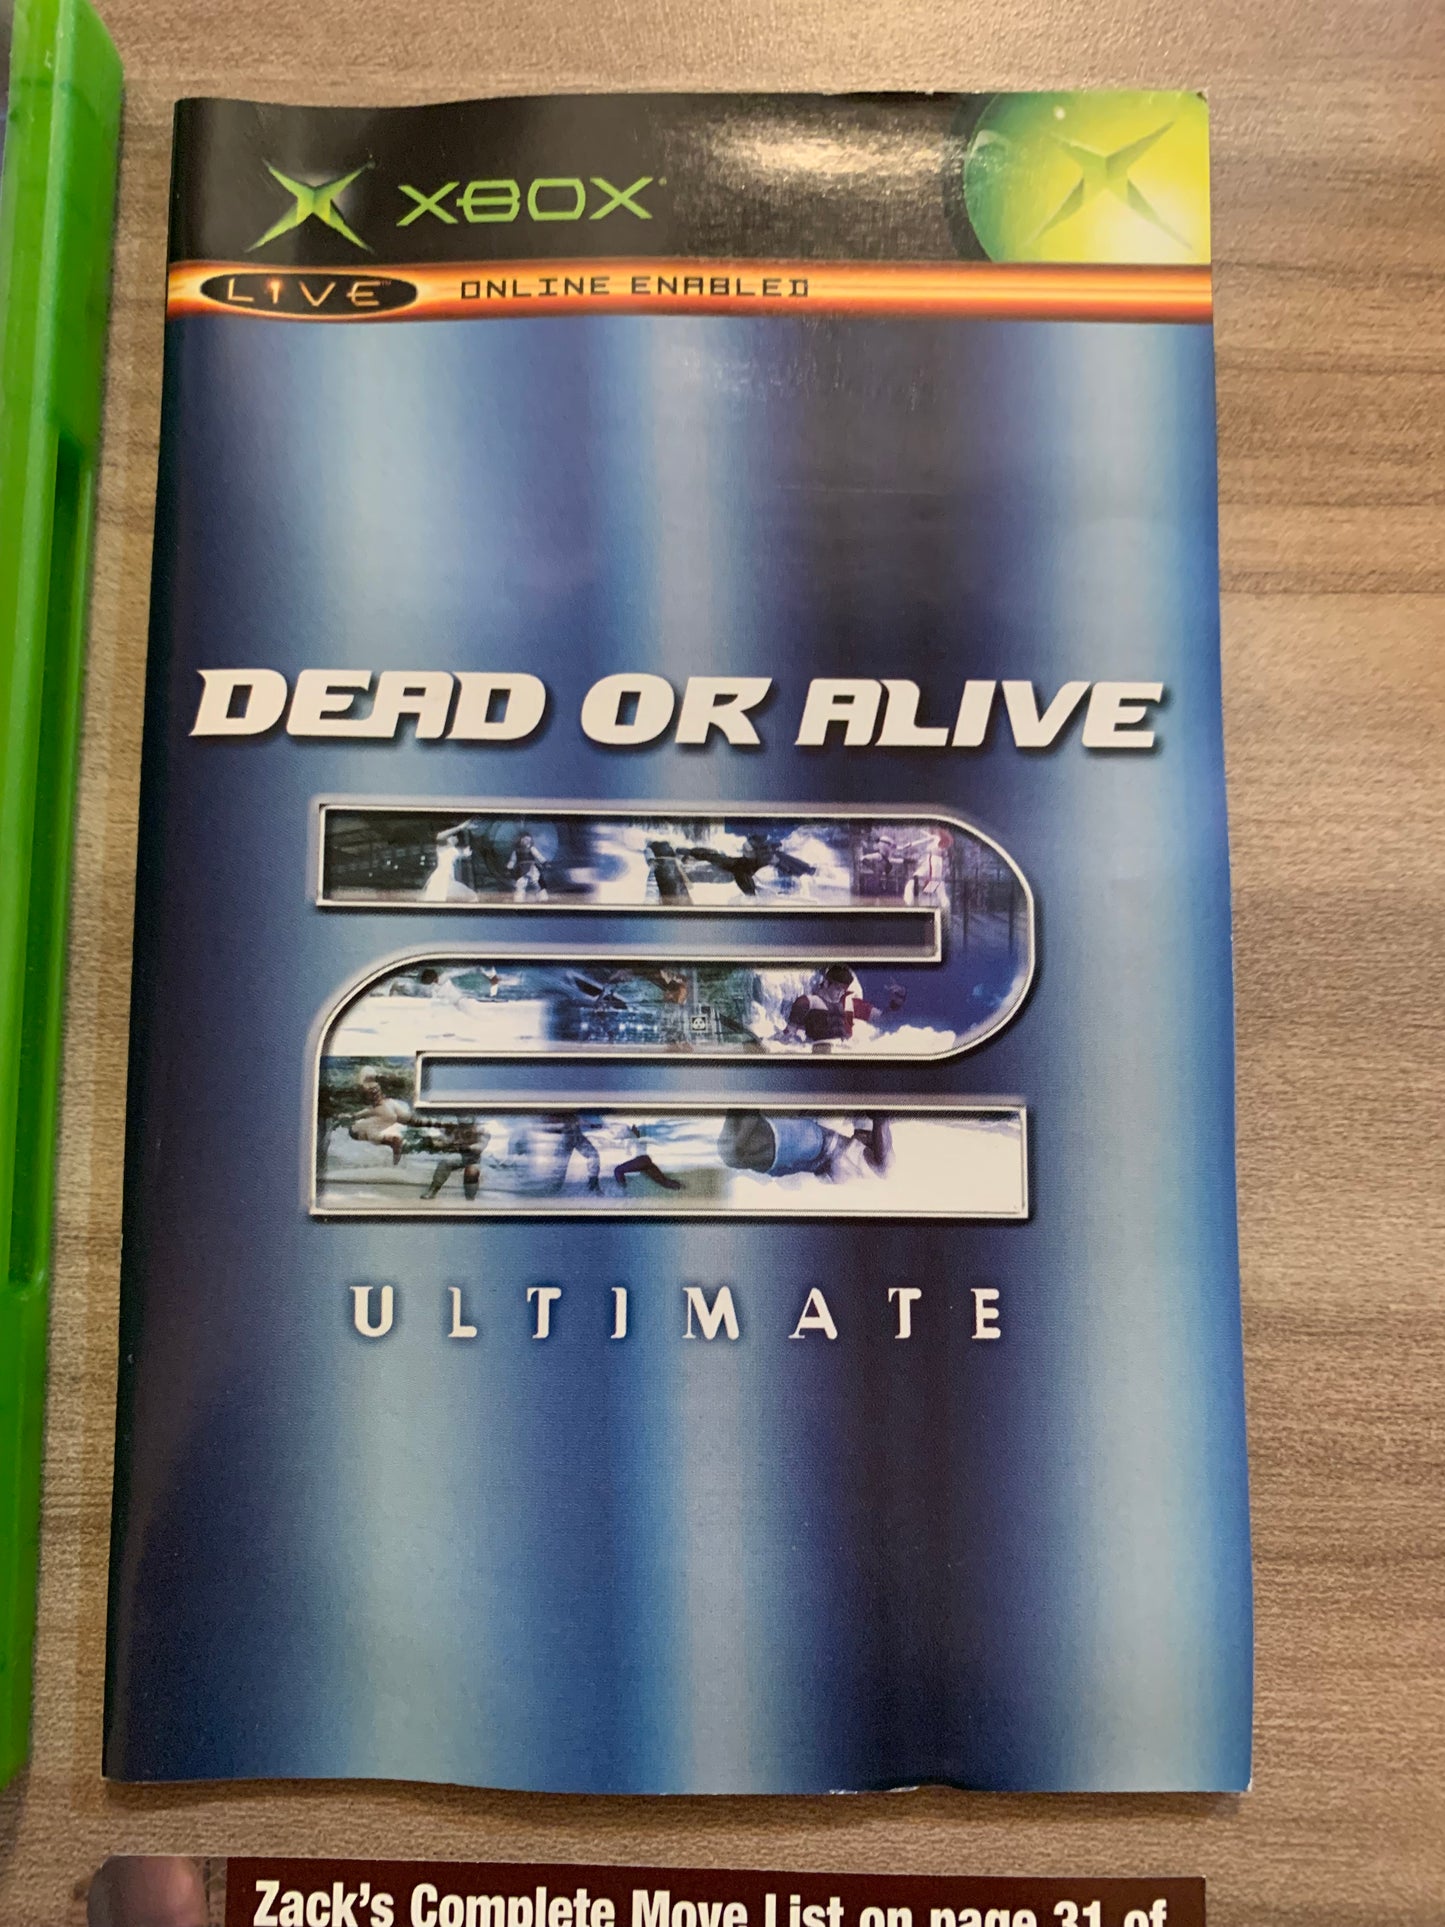 XBOX
LIVE ONLINE ENABLED
DEAD OR ALIVE
2
ULTIMATE
Zack's Complete Move List on page 31 of